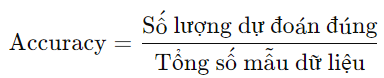 Accuracy = Số lượng dự đoán đúng
Tổng số mẫu dữ liệu